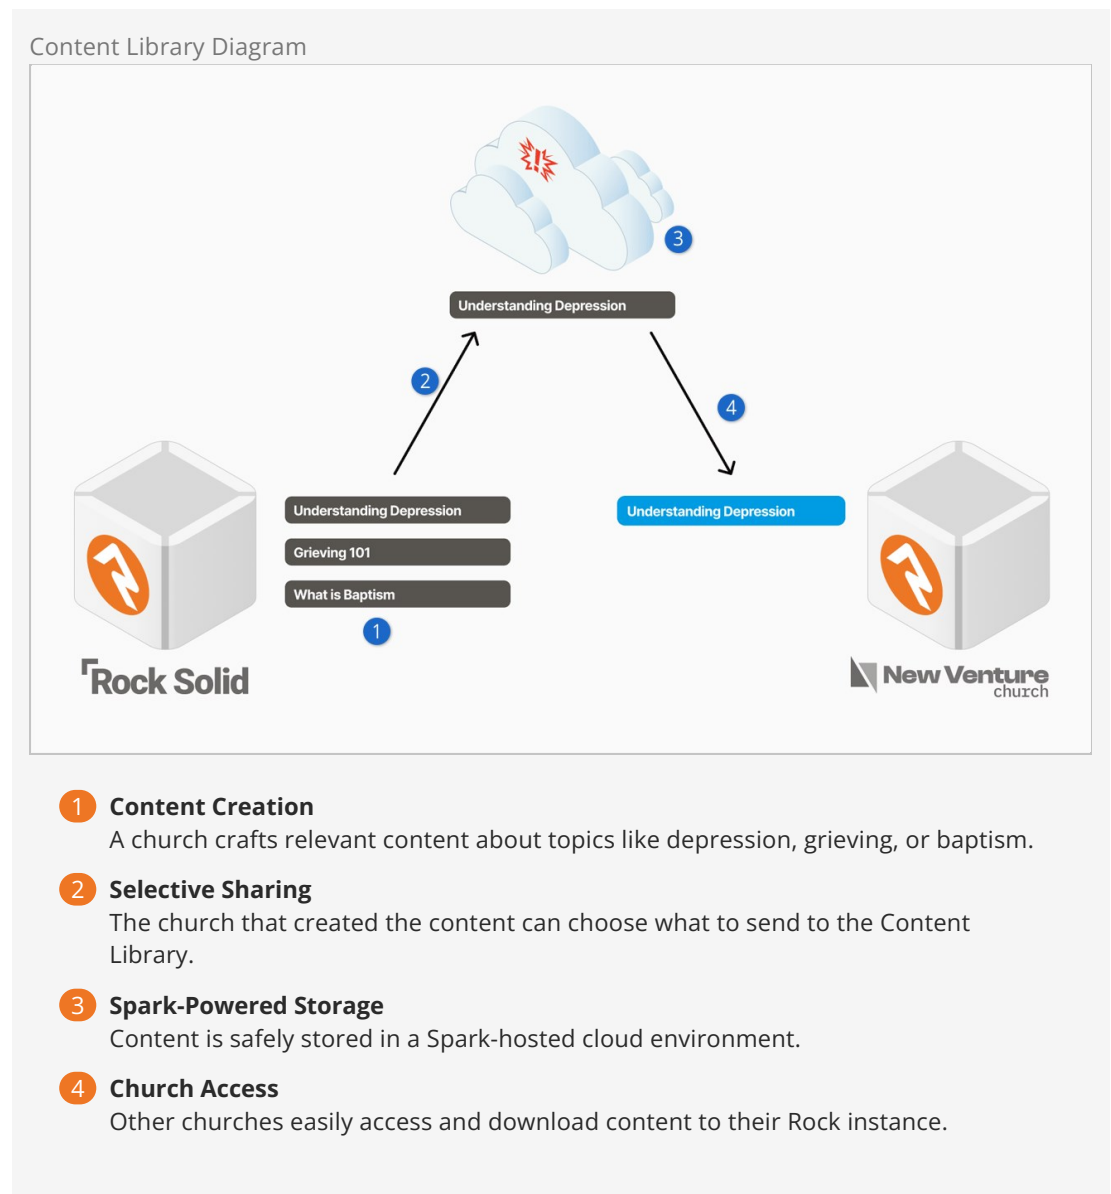 Content Library Diagram
3
Understanding Depression
2
4
Understanding Depression
Grieving 101
What is Baptism
1
Understanding Depression
Rock Solid
New Venture
church
1 Content Creation
A church crafts relevant content about topics like depression, grieving, or baptism.
2 Selective Sharing
The church that created the content can choose what to send to the Content
Library.
3 Spark-Powered Storage
Content is safely stored in a Spark-hosted cloud environment.
4 Church Access
Other churches easily access and download content to their Rock instance.